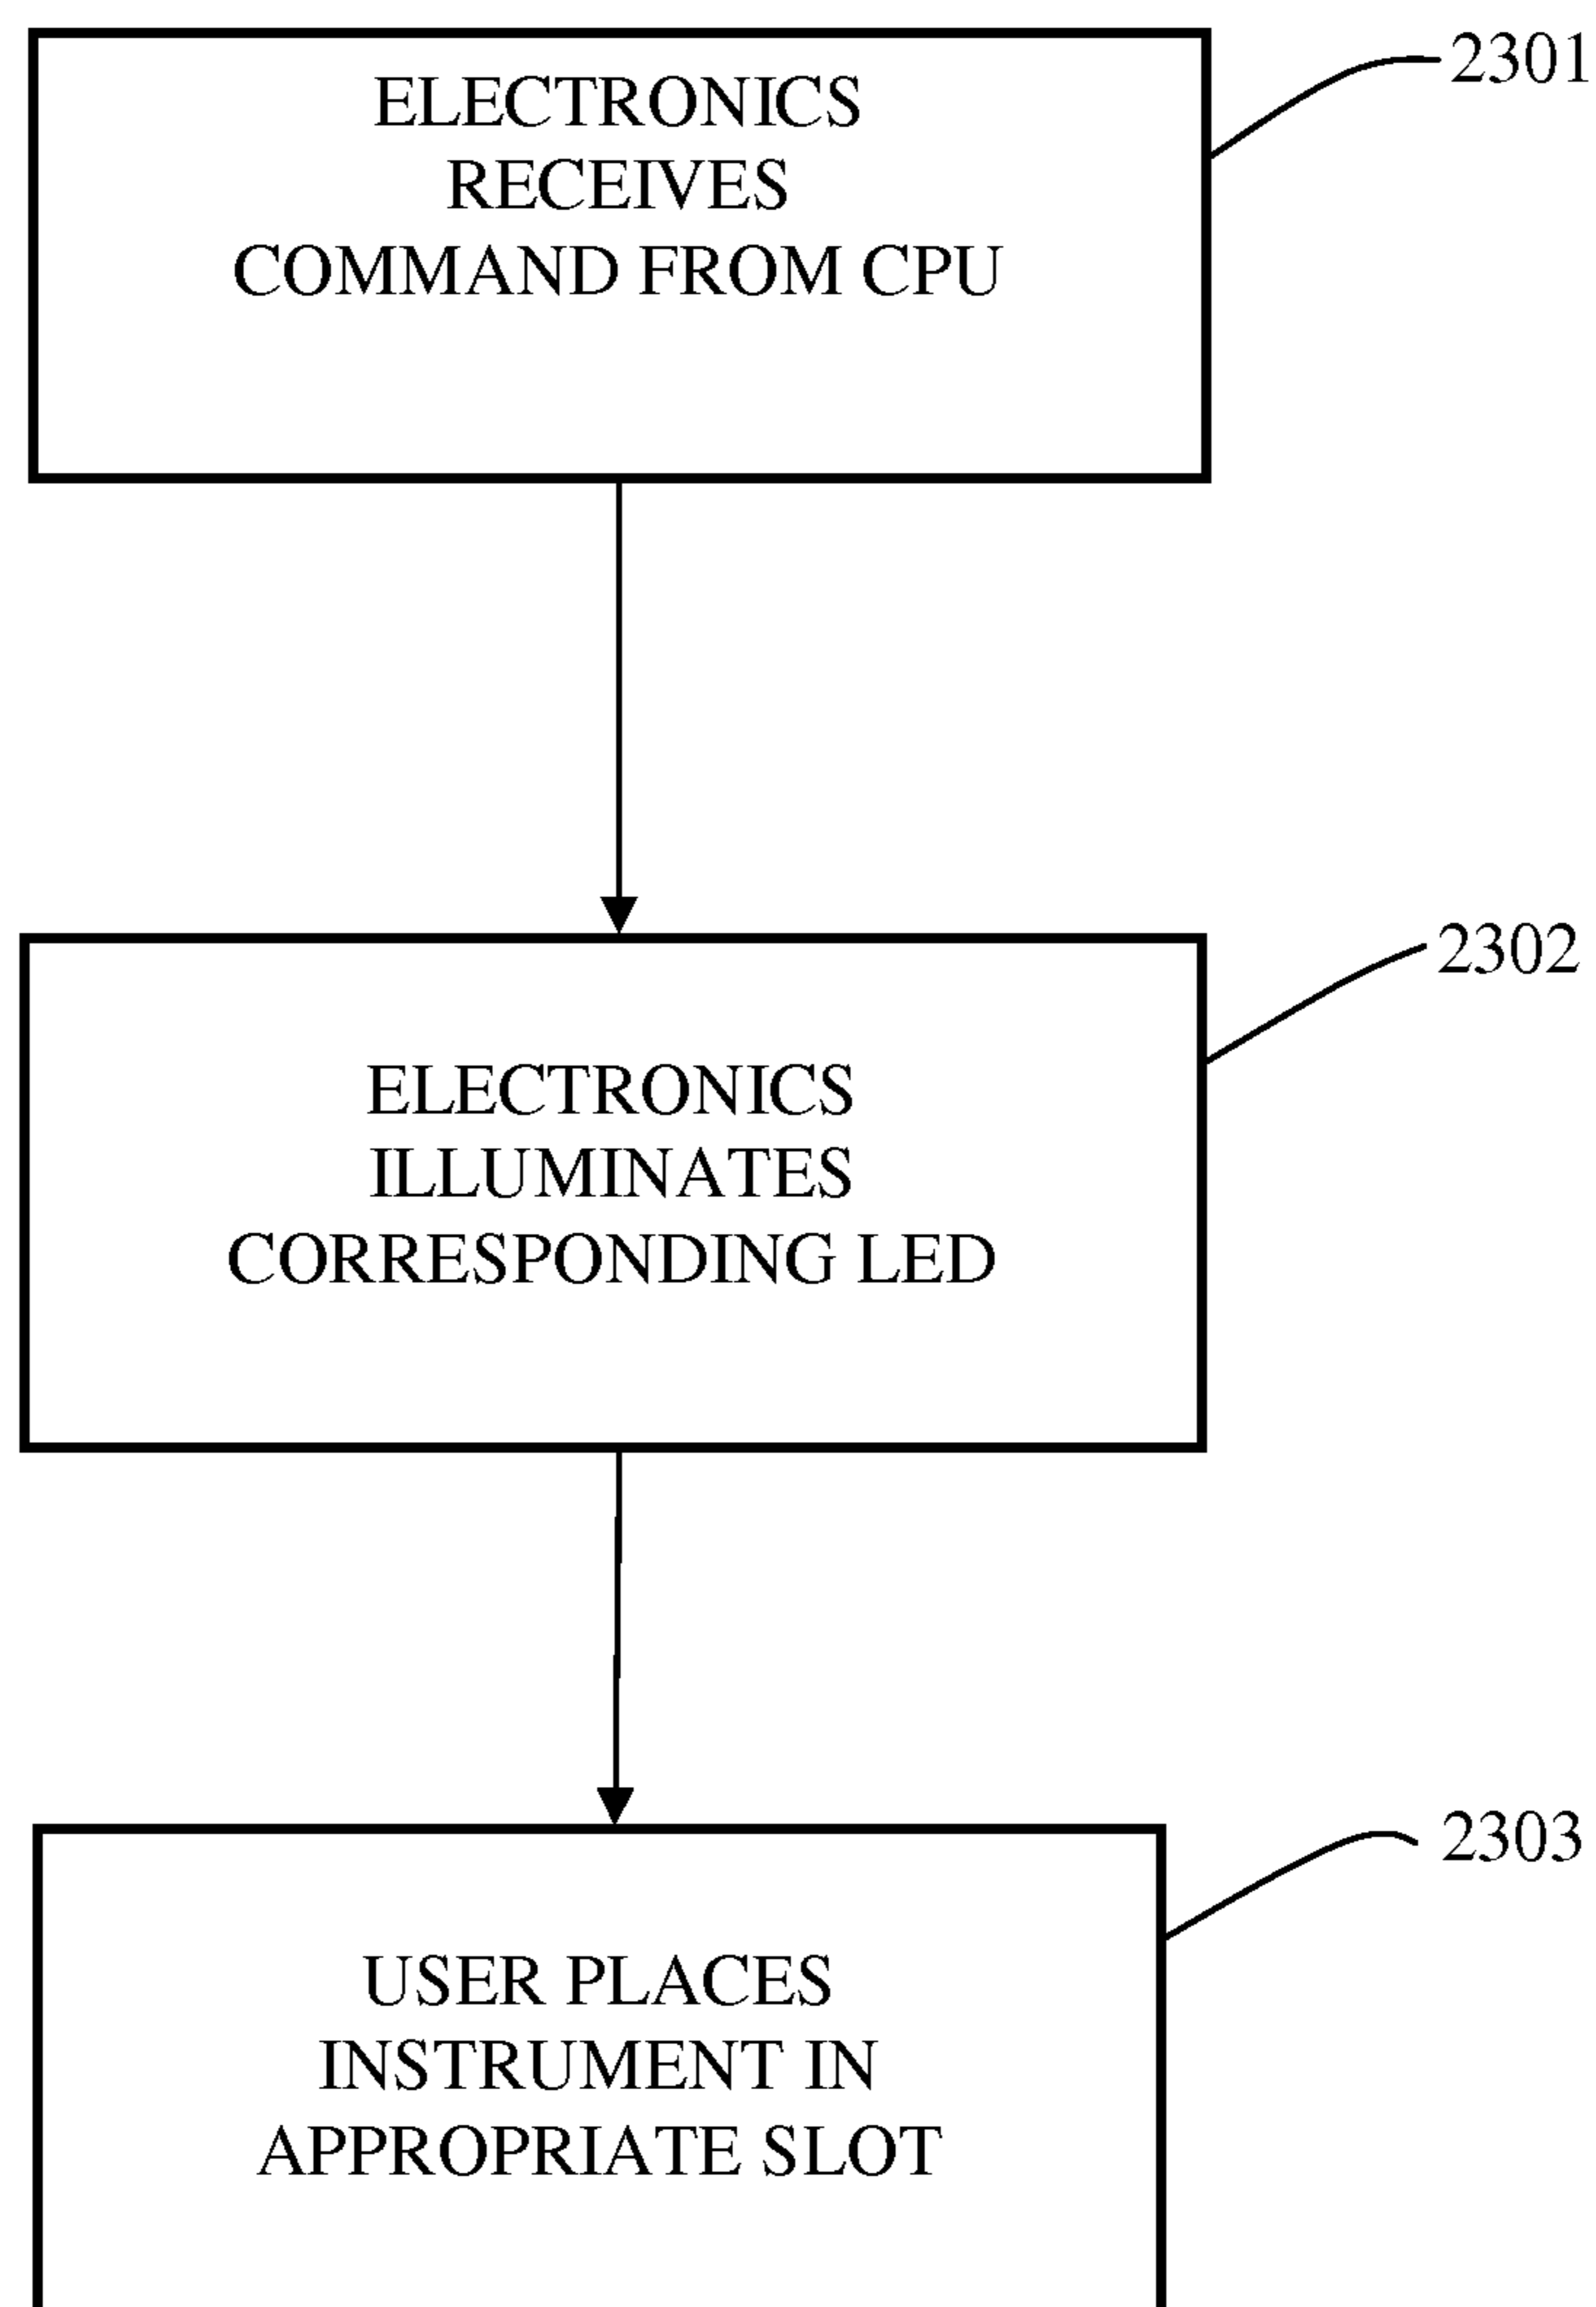 2301
ELECTRONICS
RECEIVES
COMMAND FROM CPU
2302
ELECTRONICS
ILLUMINATES
CORRESPONDING LED
2303
USER PLACES
INSTRUMENT IN
APPROPRIATE SLOT